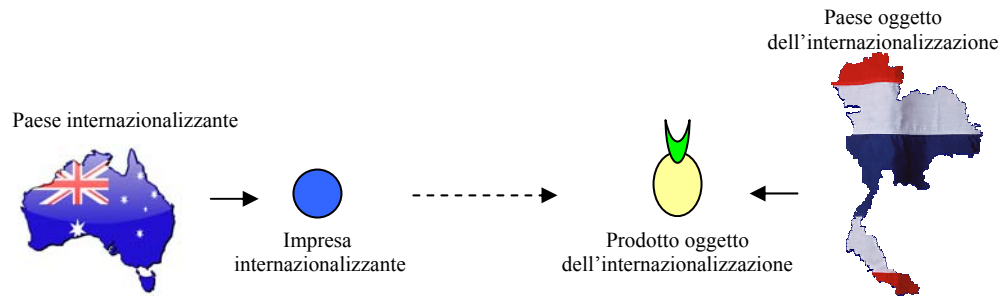 Paese oggetto
dell’internazionalizzazione
Paese internazionalizzante
Impresa
internazionalizzante
Prodotto oggetto
dell’internazionalizzazione